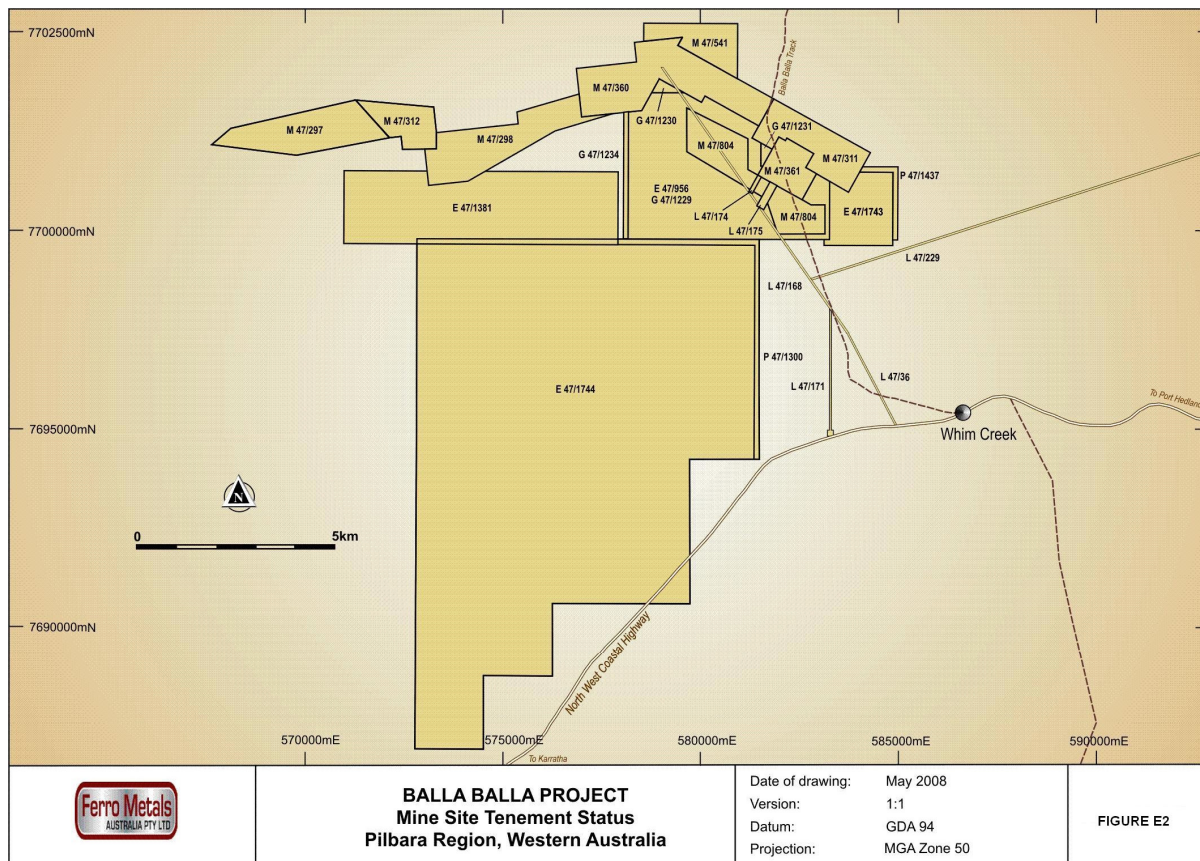 7702500mN
M 47/541
Balla Balla Track
M 47/360
M 47/297
M 47/312
G 47/1230
G 47/1231
M 47/298
M 47/804
M 47/311
G 47/1234
M 47/361
P 47/1437
E 47/956
G 47/1229
E 47/1381
L 47/174
M 47/804
E 47/1743
7700000mN
L 47/175
L 47/229
L 47/168
P 47/1300
L 47/36
E 47/1744
L 47/171
To Port Hedland
7695000mN
Whim Creek
N
0
5km
7690000mN
North West Coastal Highway
570000mE
575000mE
580000mE
585000mE
590000mE
To Karratha
Ferro Metals
AUSTRALIA PTY LTD
BALLA BALLA PROJECT
Mine Site Tenement Status
Pilbara Region, Western Australia
Date of drawing: May 2008
Version: 1:1
Datum: GDA 94
Projection: MGA Zone 50
FIGURE E2